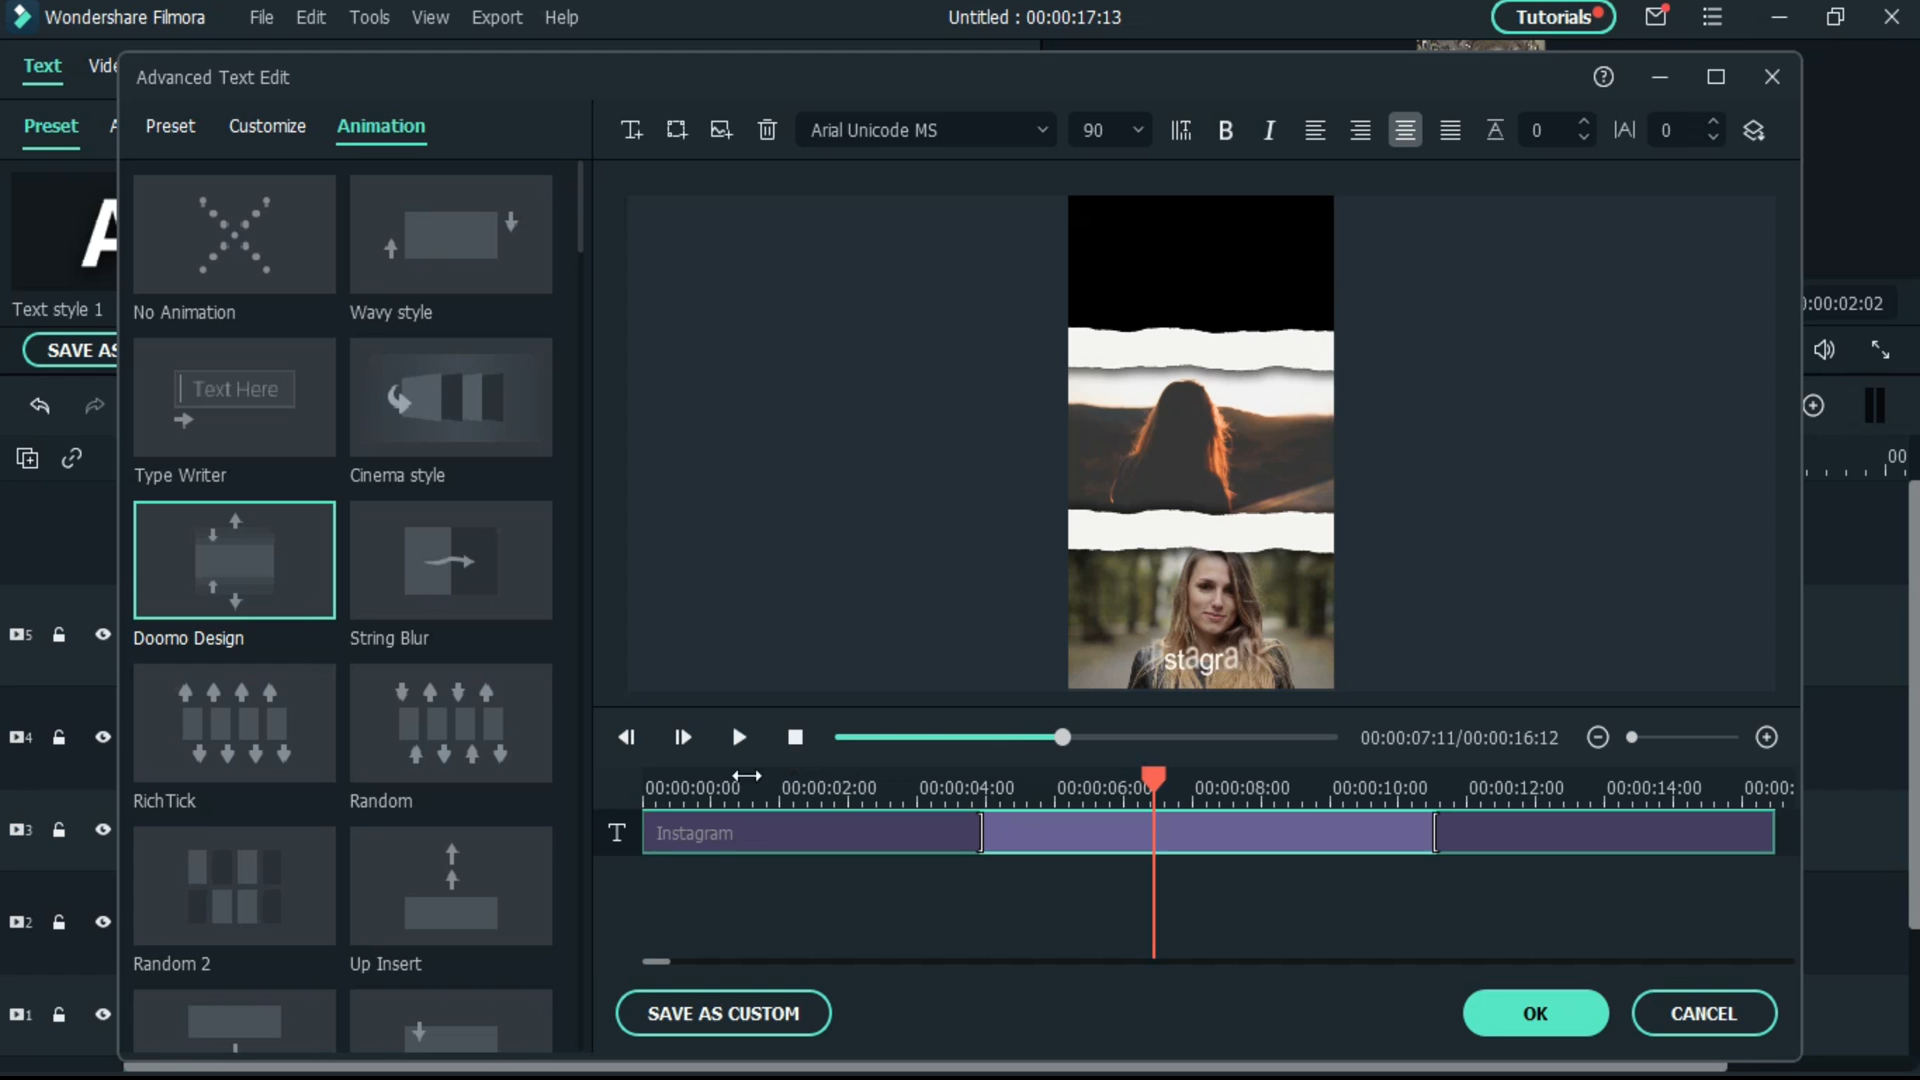 Wondershare Filmora
File Edit Tools View Export Help
Untitled : 00:00:17:13
Tutorials
Text
Advanced Text Edit
Preset
Preset Customize Animation
Arial Unicode MS
90
0
0
No Animation
Wavy style
Text style 1
:00:00:02:02
SAVE AS
Text Here
Type Writer
Cinema style
00
Doomo Design
String Blur
5
stagra
4
00:00:07:11/00:00:16:12
00:00:00:00 00:00:02:00 00:00:04:00 00:00:06:00 00:00:08:00 00:00:10:00 00:00:12:00 00:00:14:00 00:00:
RichTick
Random
3
Instagram
2
Random 2
Up Insert
1
SAVE AS CUSTOM
OK
CANCEL